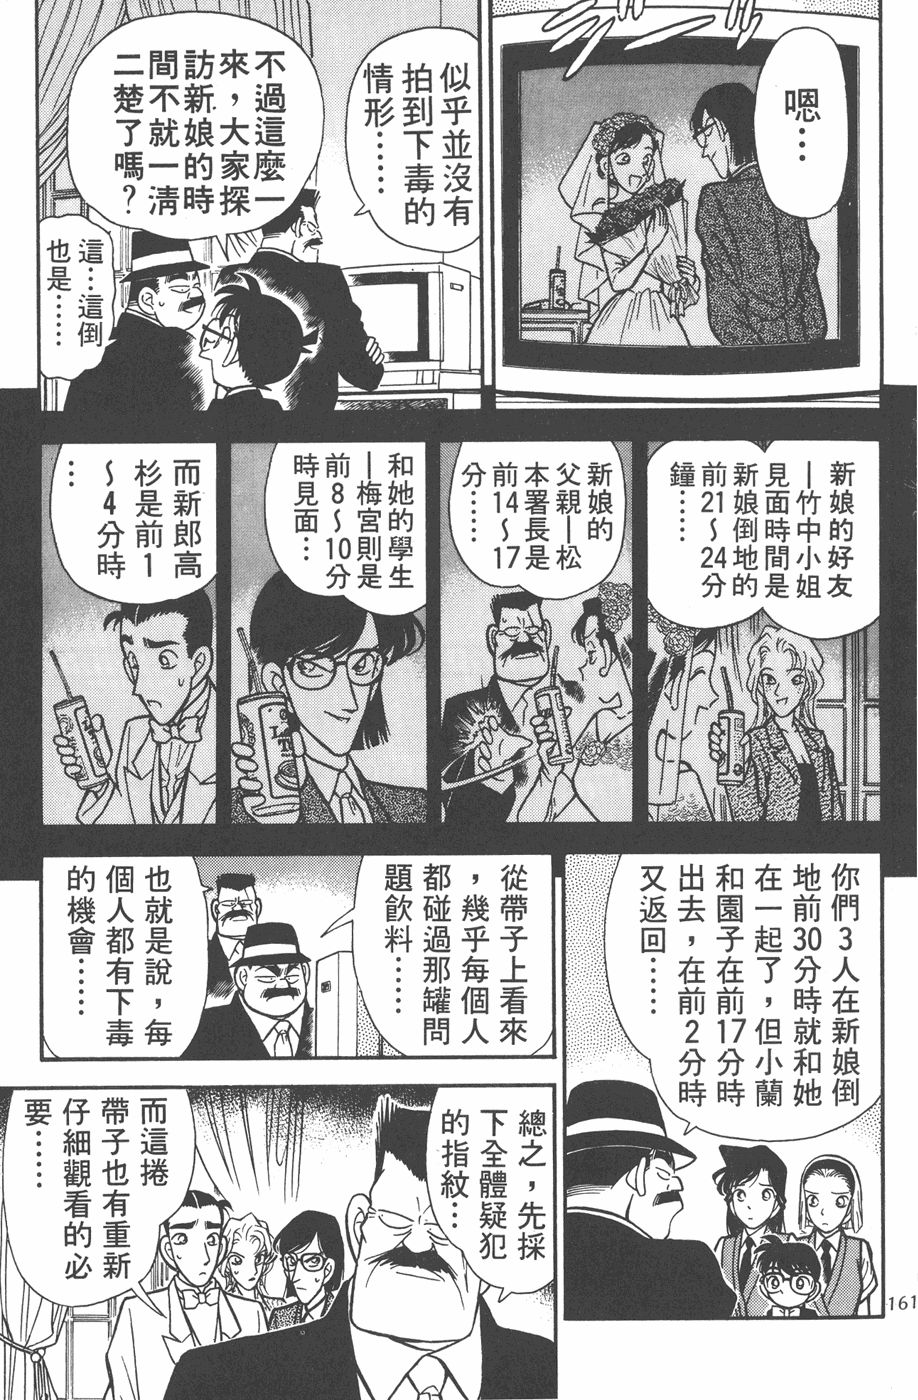 嗯…
似乎並沒有
拍到下毒的
情形……
不過這麼一
來，大家探
訪新娘的時
間不就一清
二楚了嗎？
這…這倒
也是……
新娘的好友
—竹中小姐
見面時間是
新娘倒地的
前21～24分
鐘……
新娘的
父親—松
本署長是
前14～17
分……
和她的學生
—梅宮則是
前8～10分
時見面…
而新郎高
杉是前1
～4分時
…
你們3人在新娘倒
地前30分時就和她
在一起了，但小蘭
和園子在前17分時
出去，在前2分時
又返回…
從帶子上看來
，幾乎每個人
都碰過那罐問
題飲料……
也就是說，每
個人都有下毒
的機會……
總之，先採
下全體疑犯
的指紋…
而這捲
帶子也有重新
仔細觀看的必
要…
161